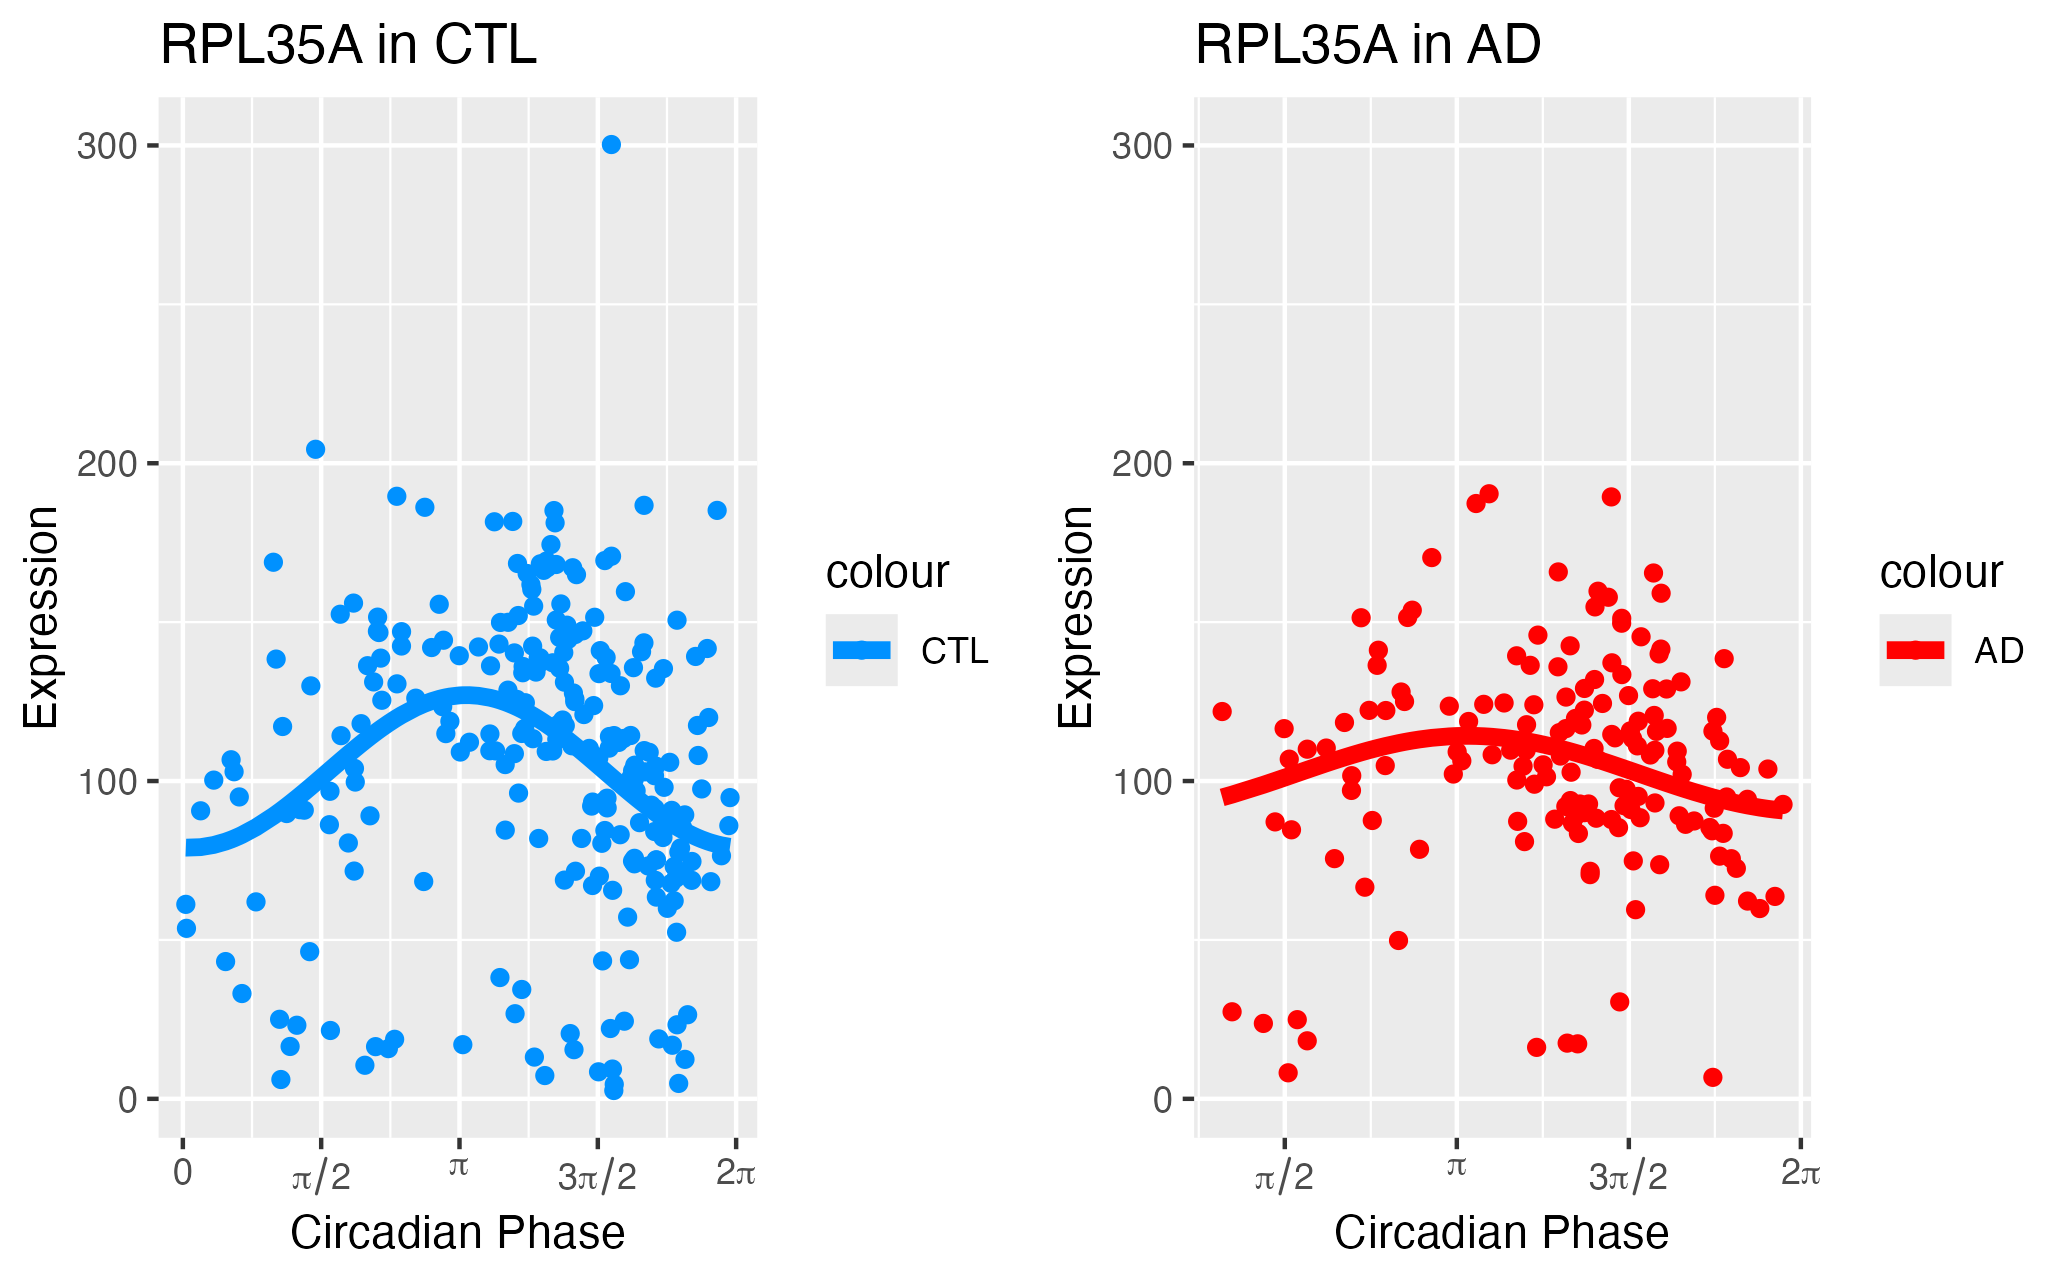 RPL35A in CTL
Expression
300
200
100
0
0
π/2
π
3π/2
2π
Circadian Phase
colour
CTL
RPL35A in AD
Expression
300
200
100
0
π/2
π
3π/2
2π
Circadian Phase
colour
AD